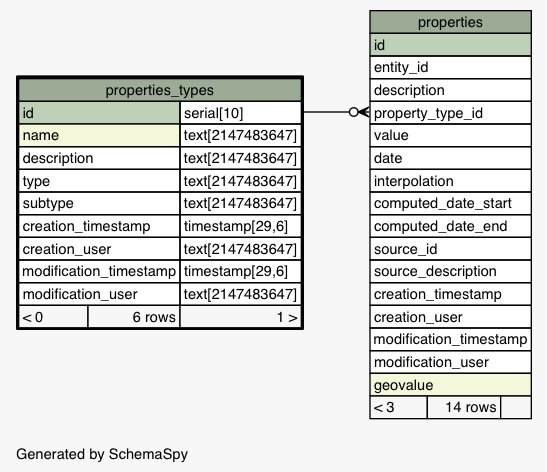 properties_types
id serial[10]
name text[2147483647]
description text[2147483647]
type text[2147483647]
subtype text[2147483647]
creation_timestamp timestamp[29,6]
creation_user text[2147483647]
modification_timestamp timestamp[29,6]
modification_user text[2147483647]
< 0 6 rows 1 >
properties
id
entity_id
description
property_type_id
value
date
interpolation
computed_date_start
computed_date_end
source_id
source_description
creation_timestamp
creation_user
modification_timestamp
modification_user
geovalue
< 3 14 rows
Generated by SchemaSpy